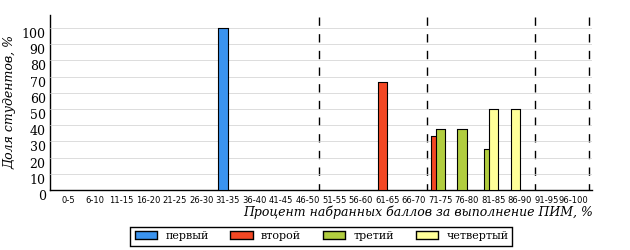 Доля студентов, %
100
90
80
70
60
50
40
30
20
10
0
0-5 6-10 11-15 16-20 21-25 26-30 31-35 36-40 41-45 46-50 51-55 56-60 61-65 66-70 71-75 76-80 81-85 86-90 91-95 96-100
Процент набранных баллов за выполнение ПИМ, %
первый второй третий четвертый